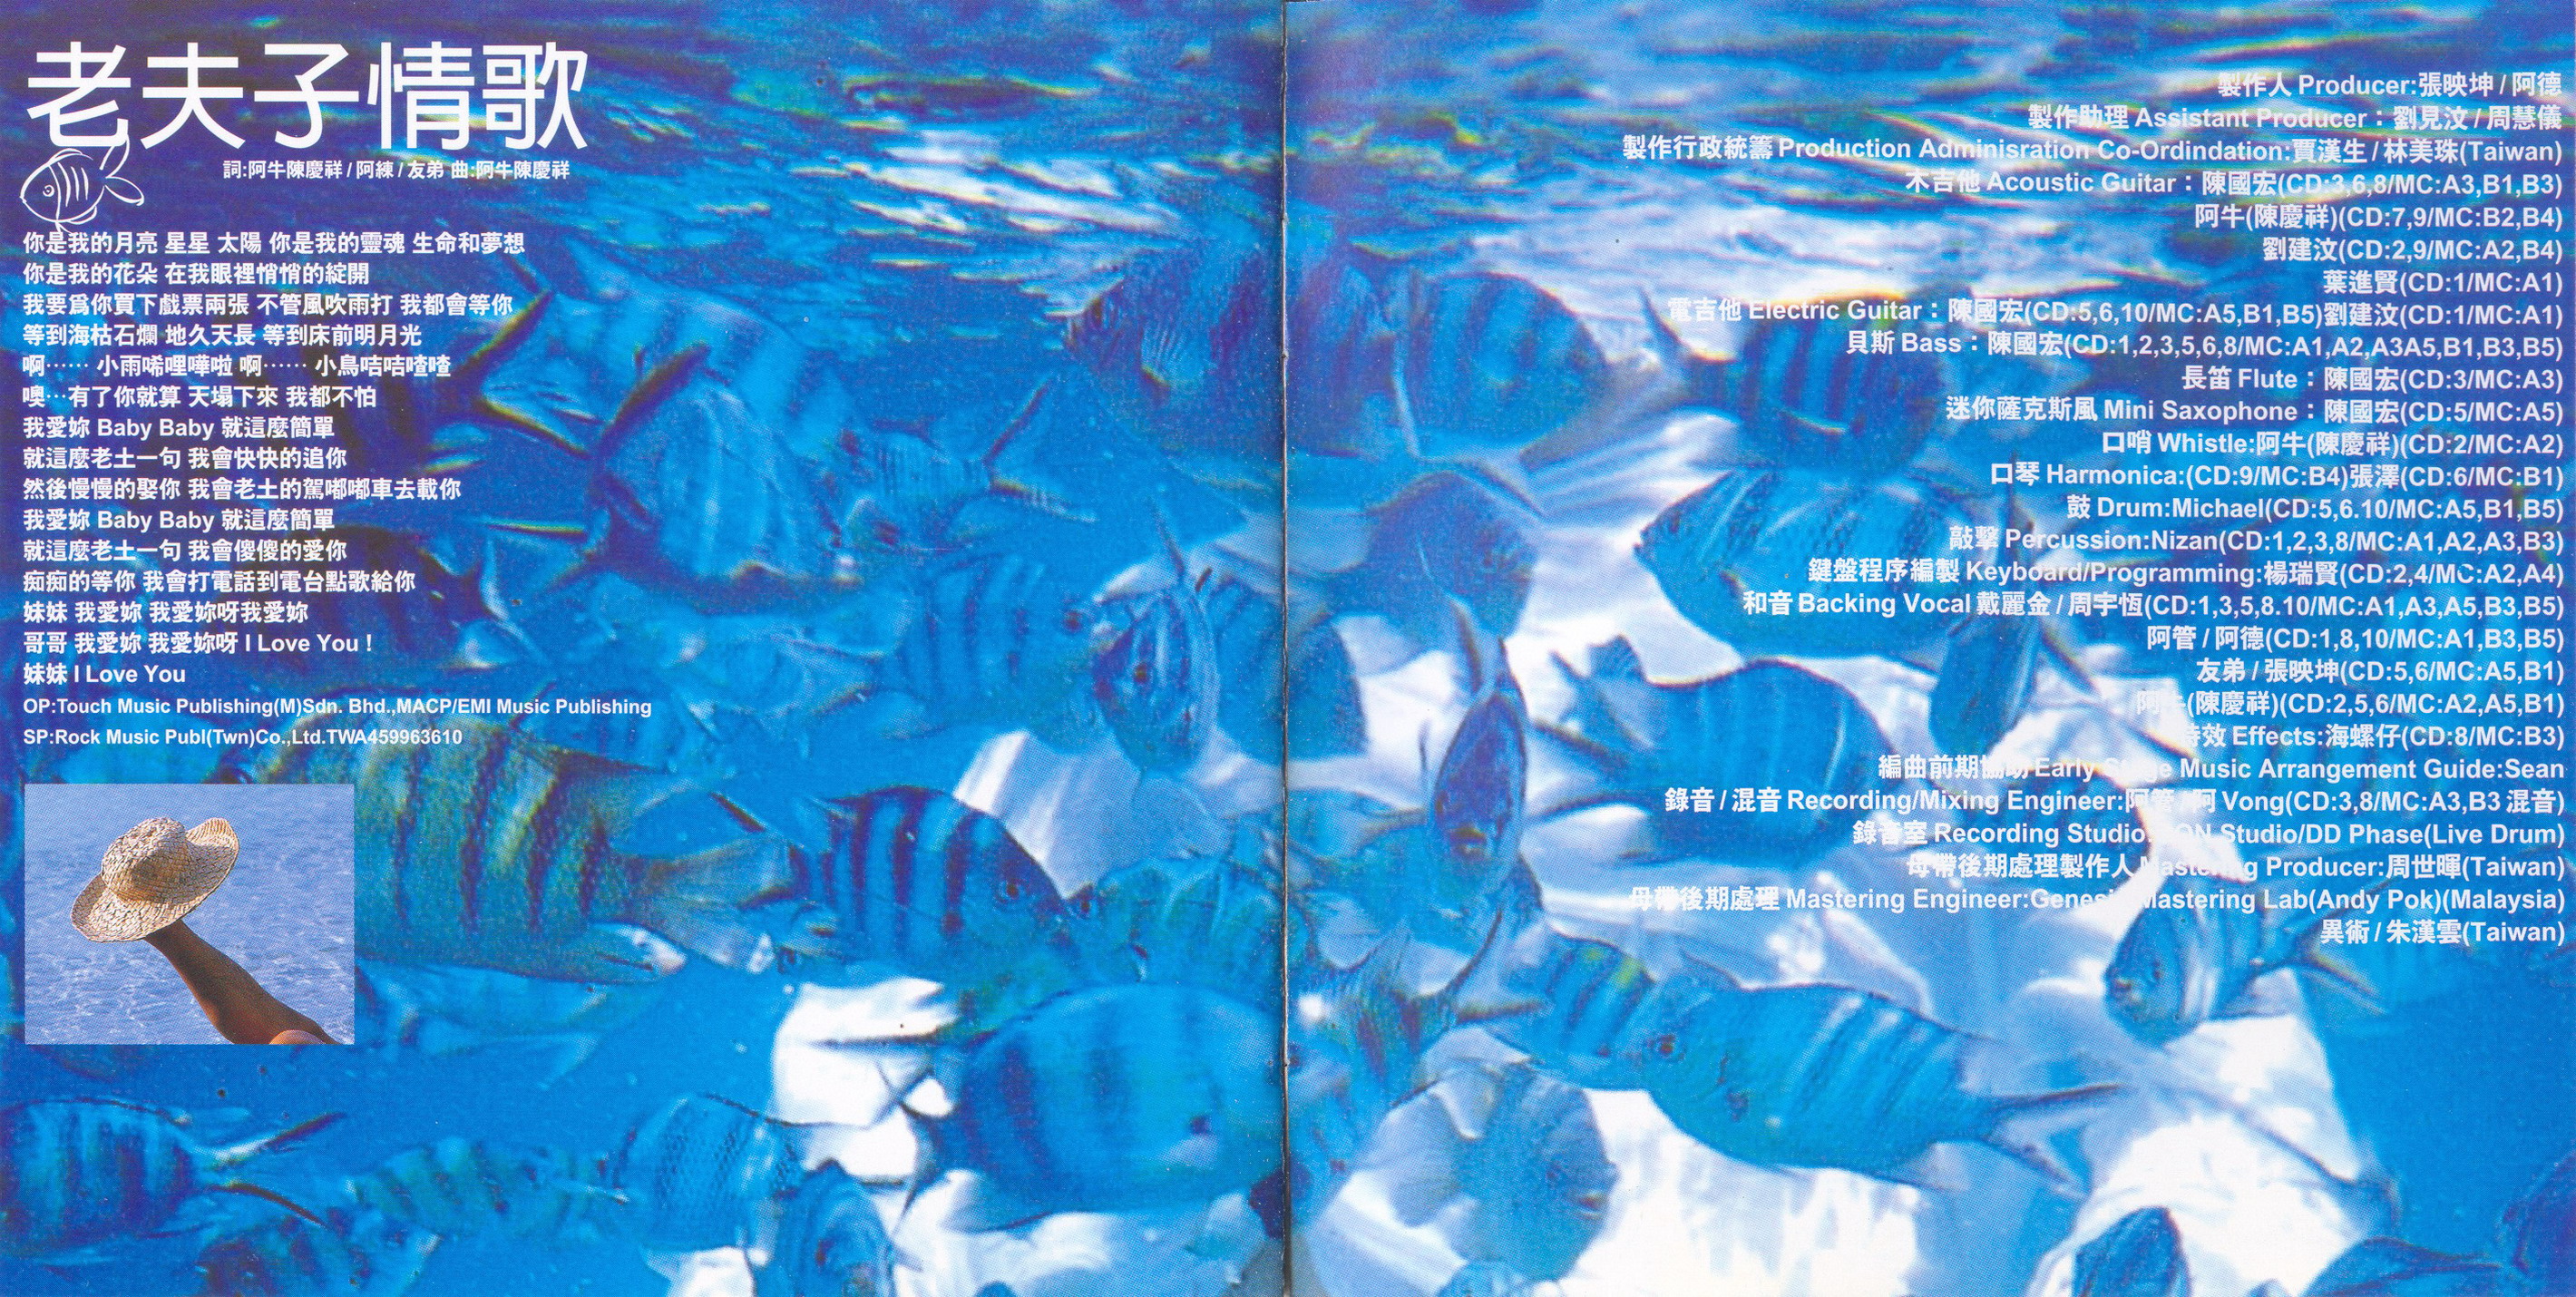 老夫子情歌
詞:阿牛陳慶祥 / 阿練 / 友弟 曲:阿牛陳慶祥
你是我的月亮 星星 太陽 你是我的靈魂 生命和夢想
你是我的花朵 在我眼裡悄悄的綻開
我要爲你買下戲票兩張 不管風吹雨打 我都會等你
等到海枯石爛 地久天長 等到床前明月光
啊…… 小雨唏哩嘩啦 啊…… 小鳥咭咭喳喳
噢…有了你就算 天塌下來 我都不怕
我愛妳 Baby Baby 就這麼簡單
就這麼老土一句 我會快快的追你
然後慢慢的娶你 我會老土的駕嘟嘟車去載你
我愛妳 Baby Baby 就這麼簡單
就這麼老土一句 我會傻傻的愛你
痴痴的等你 我會打電話到電台點歌給你
妹妹 我愛妳 我愛妳呀我愛妳
哥哥 我愛妳 我愛妳呀 I Love You !
妹妹 I Love You
OP:Touch Music Publishing(M)Sdn. Bhd.,MACP/EMI Music Publishing
SP:Rock Music Publ(Twn)Co.,Ltd.TWA459963610
製作人 Producer:張映坤 / 阿德
製作助理 Assistant Producer：劉見汶 / 周慧儀
製作行政統籌 Production Adminisration Co-Ordindation:賈漢生 / 林美珠(Taiwan)
木吉他 Acoustic Guitar：陳國宏(CD:3,6,8/MC:A3,B1,B3)
阿牛(陳慶祥)(CD:7,9/MC:B2,B4)
劉建汶(CD:2,9/MC:A2,B4)
葉進賢(CD:1/MC:A1)
電吉他 Electric Guitar：陳國宏(CD:5,6,10/MC:A5,B1,B5)劉建汶(CD:1/MC:A1)
貝斯 Bass：陳國宏(CD:1,2,3,5,6,8/MC:A1,A2,A3A5,B1,B3,B5)
長笛 Flute：陳國宏(CD:3/MC:A3)
迷你薩克斯風 Mini Saxophone：陳國宏(CD:5/MC:A5)
口哨 Whistle:阿牛(陳慶祥)(CD:2/MC:A2)
口琴 Harmonica:(CD:9/MC:B4)張澤(CD:6/MC:B1)
鼓 Drum:Michael(CD:5,6.10/MC:A5,B1,B5)
敲擊 Percussion:Nizan(CD:1,2,3,8/MC:A1,A2,A3,B3)
鍵盤程序編製 Keyboard/Programming:楊瑞賢(CD:2,4/MC:A2,A4)
和音 Backing Vocal 戴麗金 / 周宇恆(CD:1,3,5,8.10/MC:A1,A3,A5,B3,B5)
阿管 / 阿德(CD:1,8,10/MC:A1,B3,B5)
友弟 / 張映坤(CD:5,6/MC:A5,B1)
阿牛(陳慶祥)(CD:2,5,6/MC:A2,A5,B1)
特效 Effects:海螺仔(CD:8/MC:B3)
編曲前期協助 Early Stage Music Arrangement Guide:Sean
錄音 / 混音 Recording/Mixing Engineer:阿管 / 阿 Vong(CD:3,8/MC:A3,B3 混音)
錄音室 Recording Studio: Studio/DD Phase(Live Drum)
母帶後期處理製作人 Mastering Producer:周世暉(Taiwan)
母帶後期處理 Mastering Engineer:Genesis Mastering Lab(Andy Pok)(Malaysia)
異術 / 朱漢雲(Taiwan)